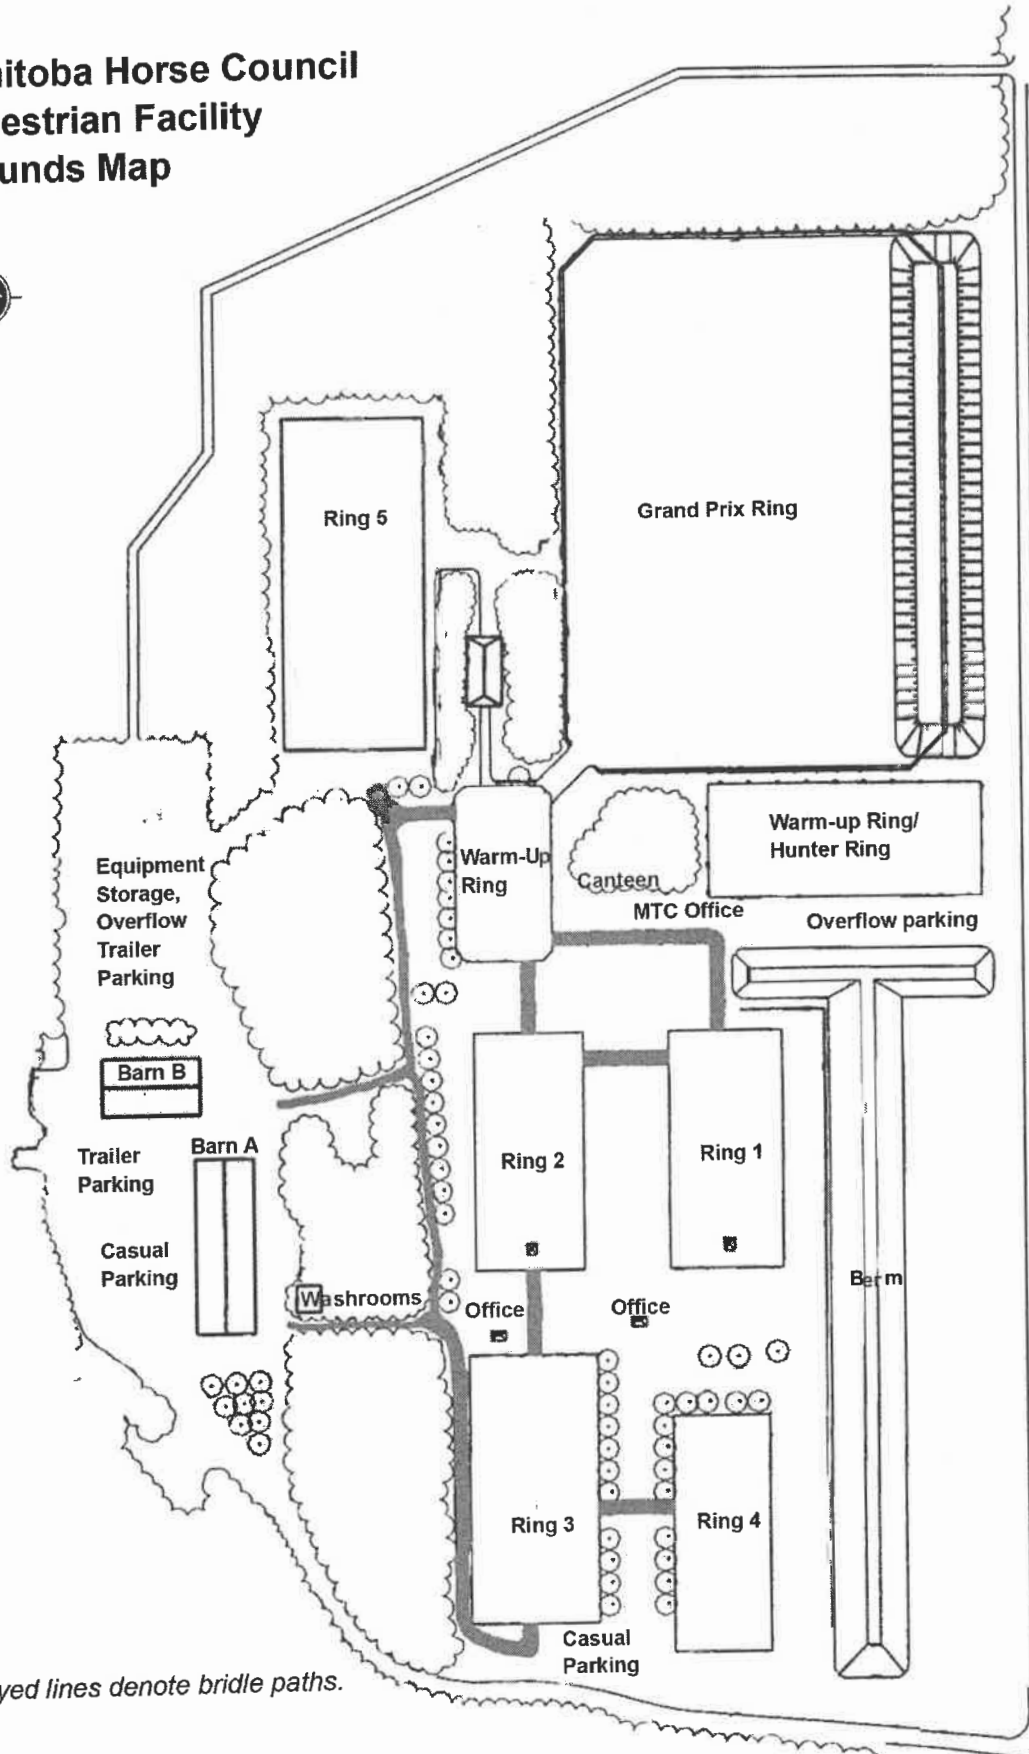 itoba Horse Council
estrian Facility
unds Map
Ring 5
Grand Prix Ring
Warm-up Ring/
Hunter Ring
Equipment
Storage,
Overflow
Trailer
Parking
Warm-Up
Ring
Canteen
MTC Office
Overflow parking
Barn B
Trailer
Parking
Barn A
Ring 2
Ring 1
Casual
Parking
Berm
Washrooms
Office
Office
Ring 3
Ring 4
Casual
Parking
yed lines denote bridle paths.